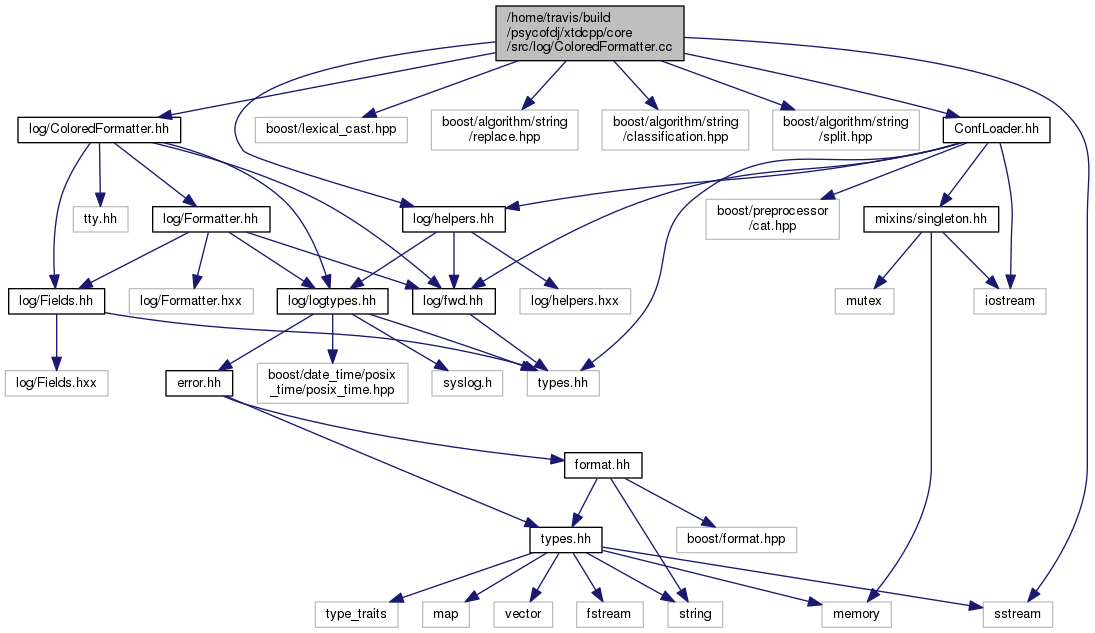 /home/travis/build
/psycofdj/xtdcpp/core
/src/log/ColoredFormatter.cc
log/ColoredFormatter.hh
boost/lexical_cast.hpp
boost/algorithm/string
/replace.hpp
boost/algorithm/string
/classification.hpp
boost/algorithm/string
/split.hpp
ConfLoader.hh
tty.hh
log/Formatter.hh
log/helpers.hh
boost/preprocessor
/cat.hpp
mixins/singleton.hh
log/Fields.hh
log/Formatter.hxx
log/logtypes.hh
log/fwd.hh
log/helpers.hxx
mutex
iostream
log/Fields.hxx
error.hh
boost/date_time/posix
_time/posix_time.hpp
syslog.h
types.hh
format.hh
types.hh
boost/format.hpp
type_traits
map
vector
fstream
string
memory
sstream